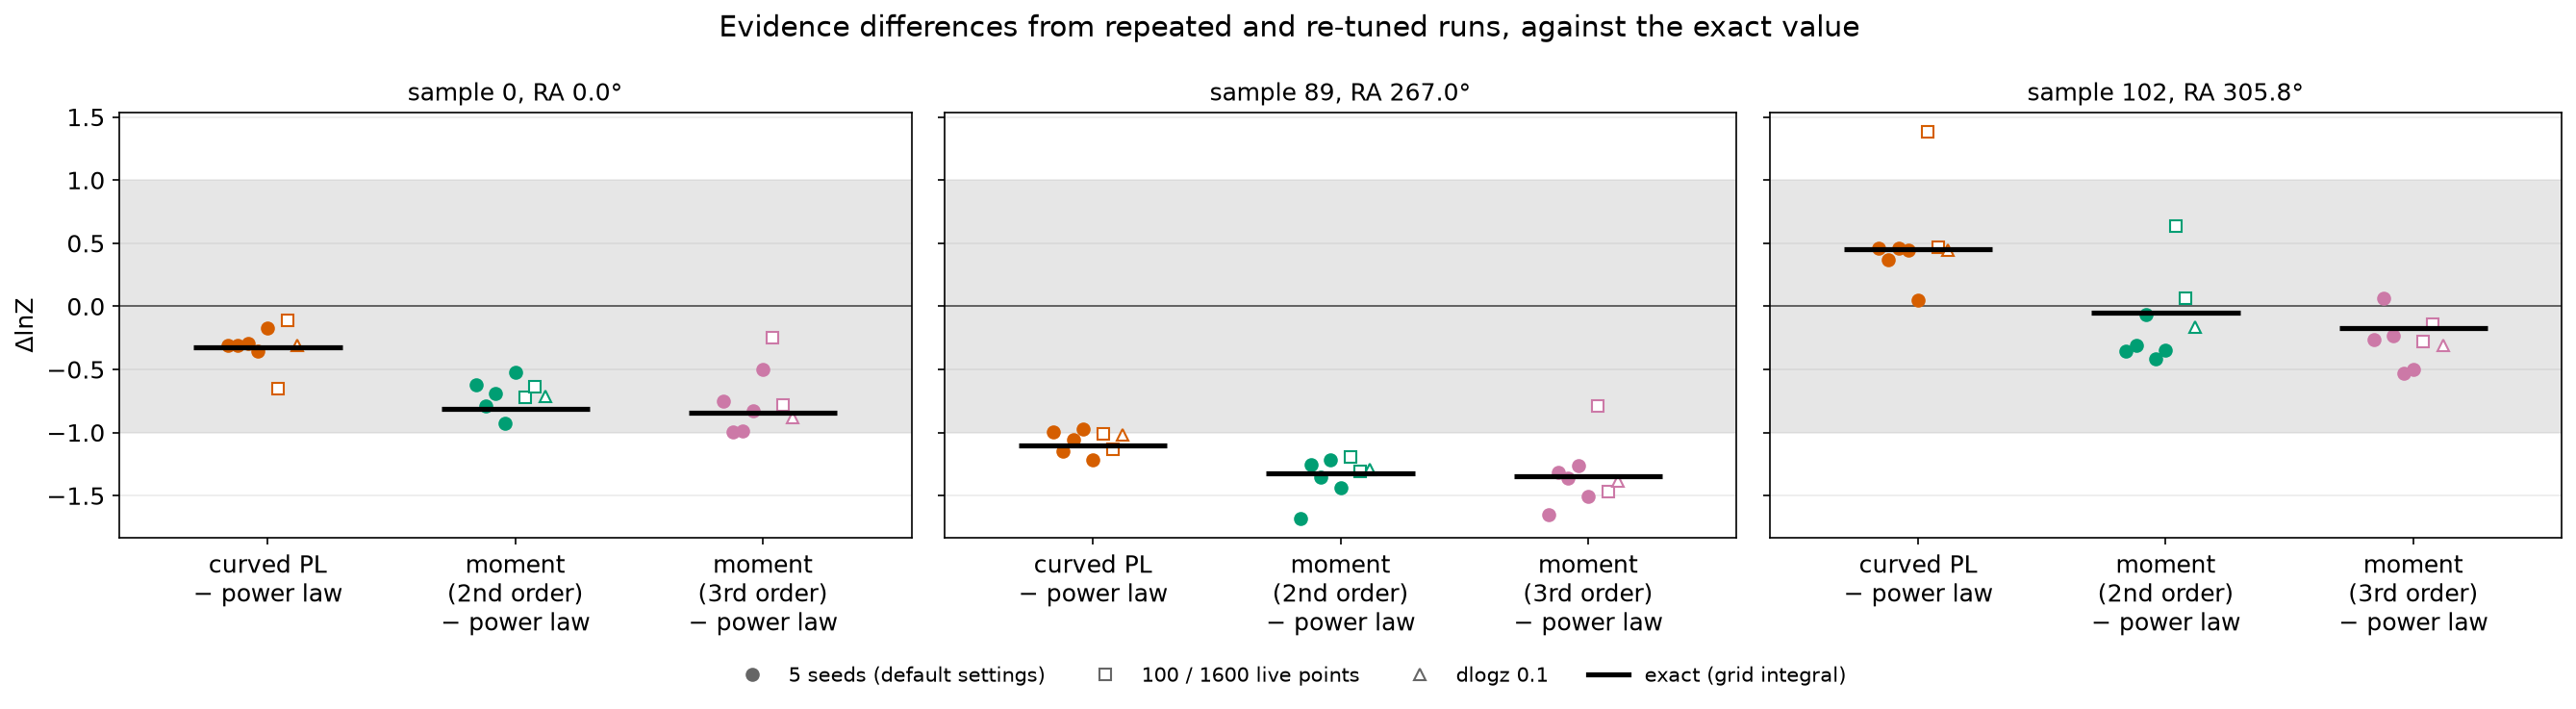 Evidence differences from repeated and re-tuned runs, against the exact value
sample 0, RA 0.0°
sample 89, RA 267.0°
sample 102, RA 305.8°
ΔlnZ
1.5
1.0
0.5
0.0
−0.5
−1.0
−1.5
curved PL
− power law
moment
(2nd order)
− power law
moment
(3rd order)
− power law
curved PL
− power law
moment
(2nd order)
− power law
moment
(3rd order)
− power law
curved PL
− power law
moment
(2nd order)
− power law
moment
(3rd order)
− power law
5 seeds (default settings)
100 / 1600 live points
dlogz 0.1
exact (grid integral)